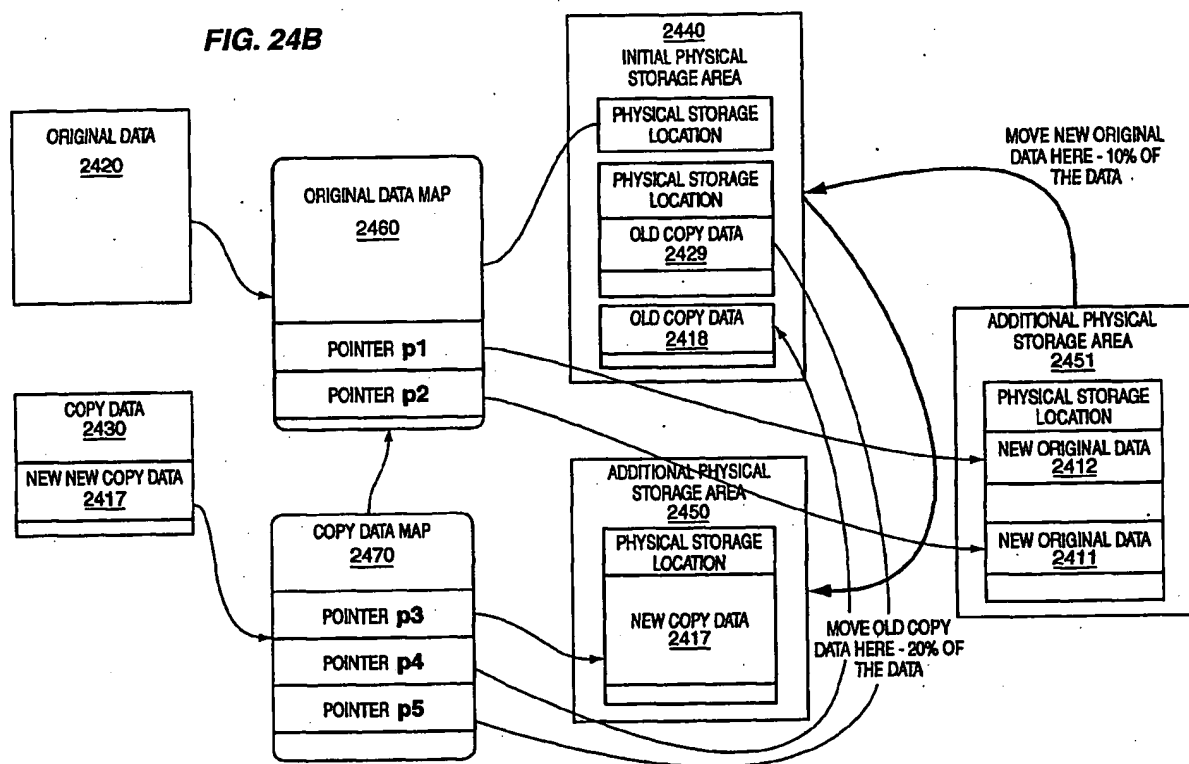 FIG. 24B
ORIGINAL DATA
2420
ORIGINAL DATA MAP
2460
POINTER p1
POINTER p2
COPY DATA
2430
NEW NEW COPY DATA
2417
COPY DATA MAP
2470
POINTER p3
POINTER p4
POINTER p5
2440
INITIAL PHYSICAL
STORAGE AREA
PHYSICAL STORAGE
LOCATION
PHYSICAL STORAGE
LOCATION
OLD COPY DATA
2429
OLD COPY DATA
2418
ADDITIONAL PHYSICAL
STORAGE AREA
2450
PHYSICAL STORAGE
LOCATION
NEW COPY DATA
2417
MOVE NEW ORIGINAL
DATA HERE - 10% OF
THE DATA
ADDITIONAL PHYSICAL
STORAGE AREA
2451
PHYSICAL STORAGE
LOCATION
NEW ORIGINAL DATA
2412
NEW ORIGINAL DATA
2411
MOVE OLD COPY
DATA HERE - 20% OF
THE DATA